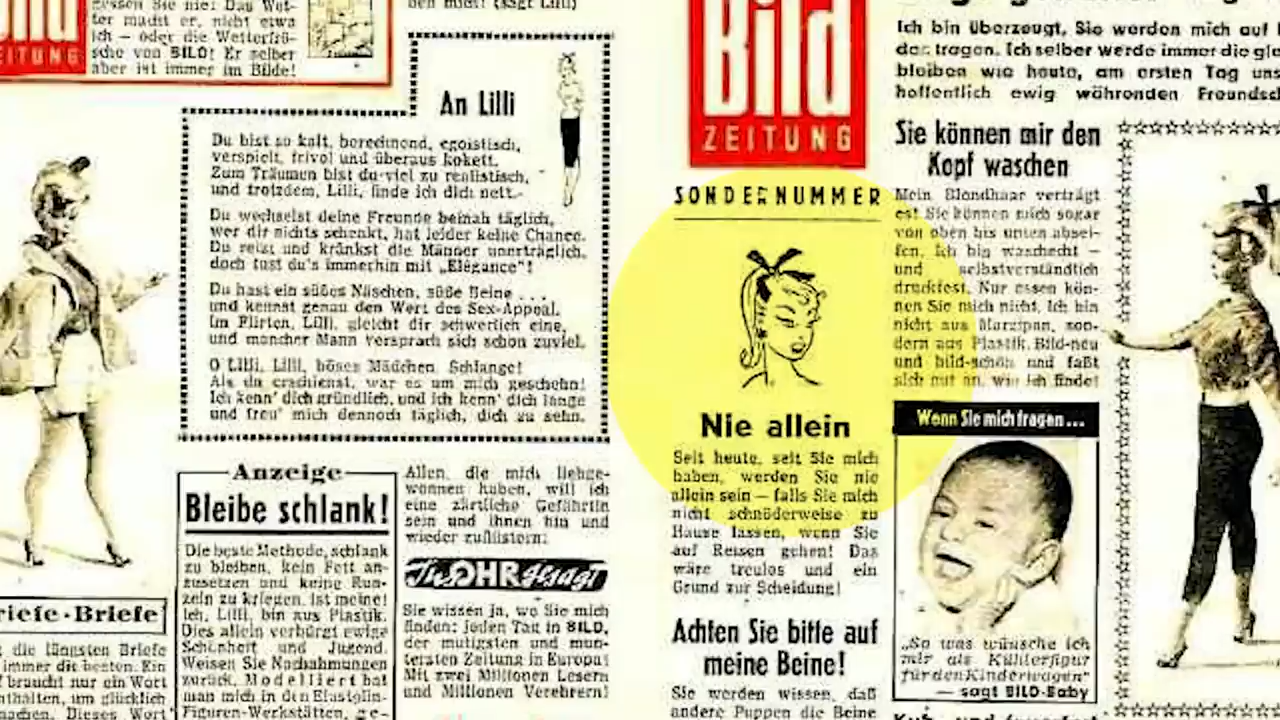 gessen Sie nie! Das Wet-
ter macht er, nicht etwa
ich — oder die Wetterfrö-
sche von BILD! Er selber
aber ist immer im Bilde!
ZEITUNG
An Lilli
Du bist so kalt, berechnend, egoistisch,
verspielt, frivol und überaus kokett.
Zum Träumen bist du viel zu realistisch,
und trotzdem, Lilli, finde ich dich nett.
Du wechselst deine Freunde beinah täglich,
wer dir nichts schenkt, hat leider keine Chance.
Du reizt und kränkst die Männer unerträglich,
doch tust du's immerhin mit „Elégance"!
Du hast ein süßes Näschen, süße Beine . . .
und kennst genau den Wert des Sex-Appeal.
Im Flirten, Lilli, gleicht dir schwerlich eine,
und mancher Mann versprach sich schon zuviel.
O Lilli, Lilli, böses Mädchen, Schlange!
Als du erschienst, war es um mich geschehn!
Ich kenn' dich gründlich, und ich kenn' dich lange
und freu' mich dennoch täglich, dich zu sehn.
Anzeige
Bleibe schlank!
Die beste Methode, schlank
zu bleiben, kein Fett an-
zusetzen und keine Run-
zeln zu kriegen, ist meine!
Ich, Lilli, bin aus Plastik.
Dies allein verbürgt ewige
Schönheit und Jugend.
Weisen Sie Nachahmungen
zurück. Modelliert hat
man mich in den Elastolin-
Figuren-Werkstätten, ge-
Briefe
die längsten Briefe
immer die besten. Ein
braucht nur ein Wort
enthalten, um glücklich
machen. Dieses Wort
Allen, die mich liebge-
wonnen haben, will ich
eine zärtliche Gefährtin
sein und ihnen hin und
wieder zuflüstern:
Ins OHR gesagt
Sie wissen ja, wo Sie mich
finden: jeden Tag in BILD,
der mutigsten und mun-
tersten Zeitung in Europa!
Mit zwei Millionen Lesern
und Millionen Verehrern!
Bild
ZEITUNG
SONDERNUMMER
Nie allein
Seit heute, seit Sie mich
haben, werden Sie nie
allein sein — falls Sie mich
nicht schnöderweise zu
Hause lassen, wenn Sie
auf Reisen gehen! Das
wäre treulos und ein
Grund zur Scheidung!
Achten Sie bitte auf
meine Beine!
Sie werden wissen, daß
andere Puppen die Beine
Ich bin überzeugt, Sie werden mich auf
tragen. Ich selber werde immer die
bleiben wie heute, am ersten Tag
hoffentlich ewig währenden
Sie können mir den
Kopf waschen
Mein Blondhaar verträgt
es! Sie können mich sogar
von oben bis unten absei-
fen. Ich bin waschecht —
und selbstverständlich
druckfest. Nur essen kön-
nen Sie mich nicht. Ich bin
nicht aus Marzipan, son-
dern aus Plastik. Bild-neu
und bild-schön und faßt
sich gut an, wie ich finde!
Wenn Sie mich fragen...
„So was wünsche ich
mir als Kühlerfigur
für den Kinderwagen"
— sagt BILD-Baby